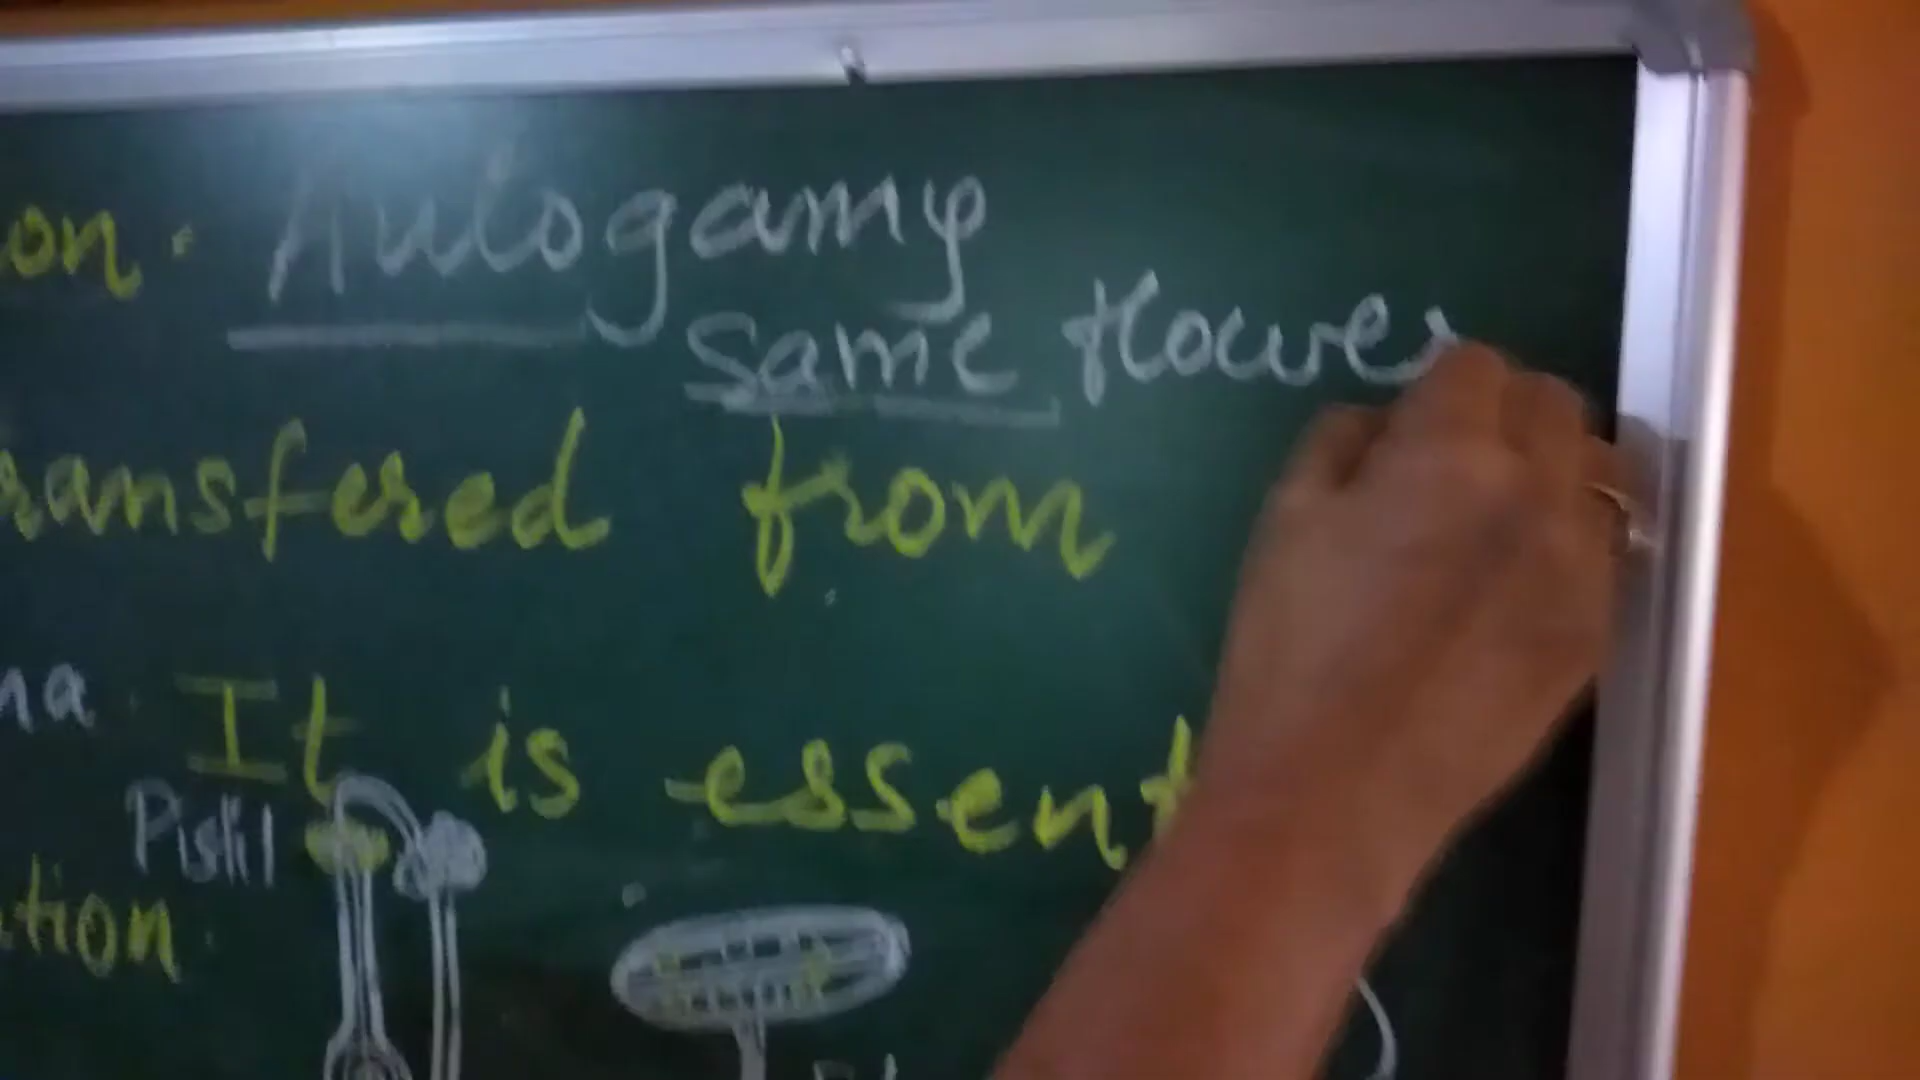 on. Autogamy
same flower
ransfered from
na. It is essent
Pistil
ation.